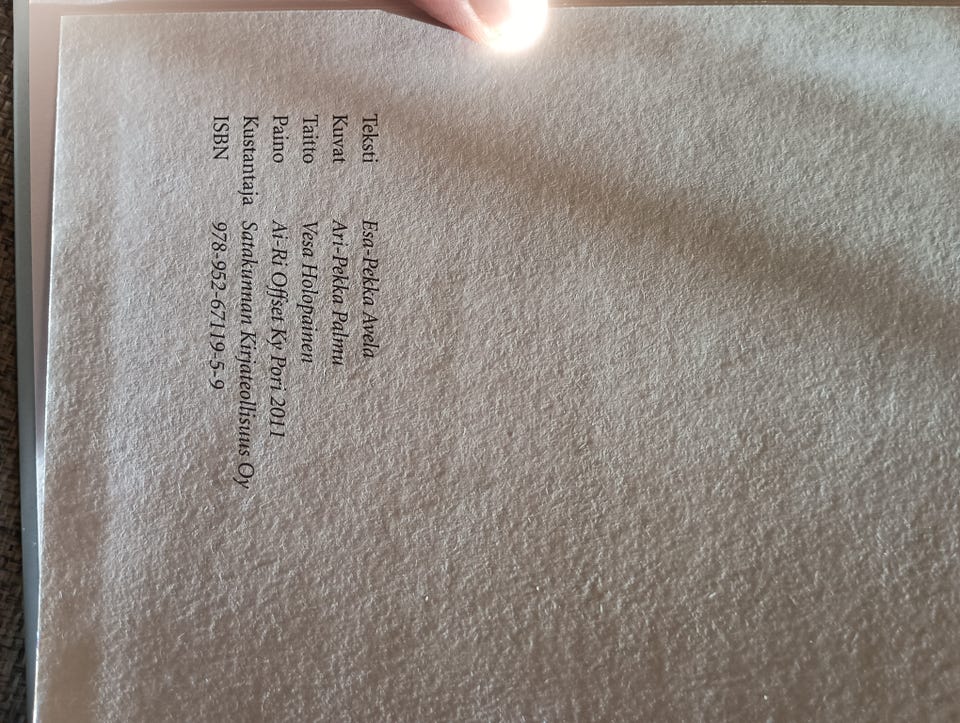 Teksti Esa-Pekka Avela
Kuvat Ari-Pekka Palmu
Taitto Vesa Holopainen
Paino Ai-Ri Offset Ky Pori 2011
Kustantaja Satakunnan Kirjateollisuus Oy
ISBN 978-952-67119-5-9